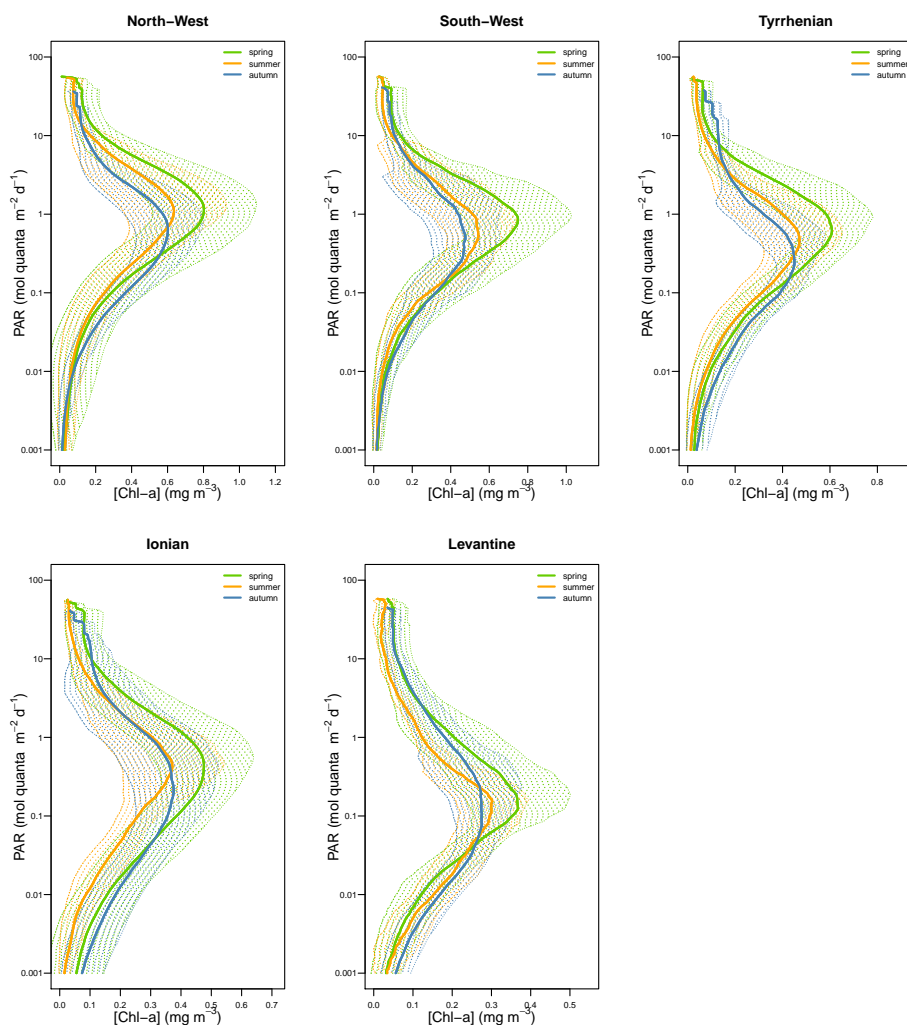 North−West
spring
summer
autumn
100
10
1
0.1
0.01
0.001
PAR (mol quanta m−2 d−1)
0.0 0.2 0.4 0.6 0.8 1.0 1.2
[Chl−a] (mg m−3)
South−West
spring
summer
autumn
100
10
1
0.1
0.01
0.001
PAR (mol quanta m−2 d−1)
0.0 0.2 0.4 0.6 0.8 1.0
[Chl−a] (mg m−3)
Tyrrhenian
spring
summer
autumn
100
10
1
0.1
0.01
0.001
PAR (mol quanta m−2 d−1)
0.0 0.2 0.4 0.6 0.8
[Chl−a] (mg m−3)
Ionian
spring
summer
autumn
100
10
1
0.1
0.01
0.001
PAR (mol quanta m−2 d−1)
0.0 0.1 0.2 0.3 0.4 0.5 0.6 0.7
[Chl−a] (mg m−3)
Levantine
spring
summer
autumn
100
10
1
0.1
0.01
0.001
PAR (mol quanta m−2 d−1)
0.0 0.1 0.2 0.3 0.4 0.5
[Chl−a] (mg m−3)